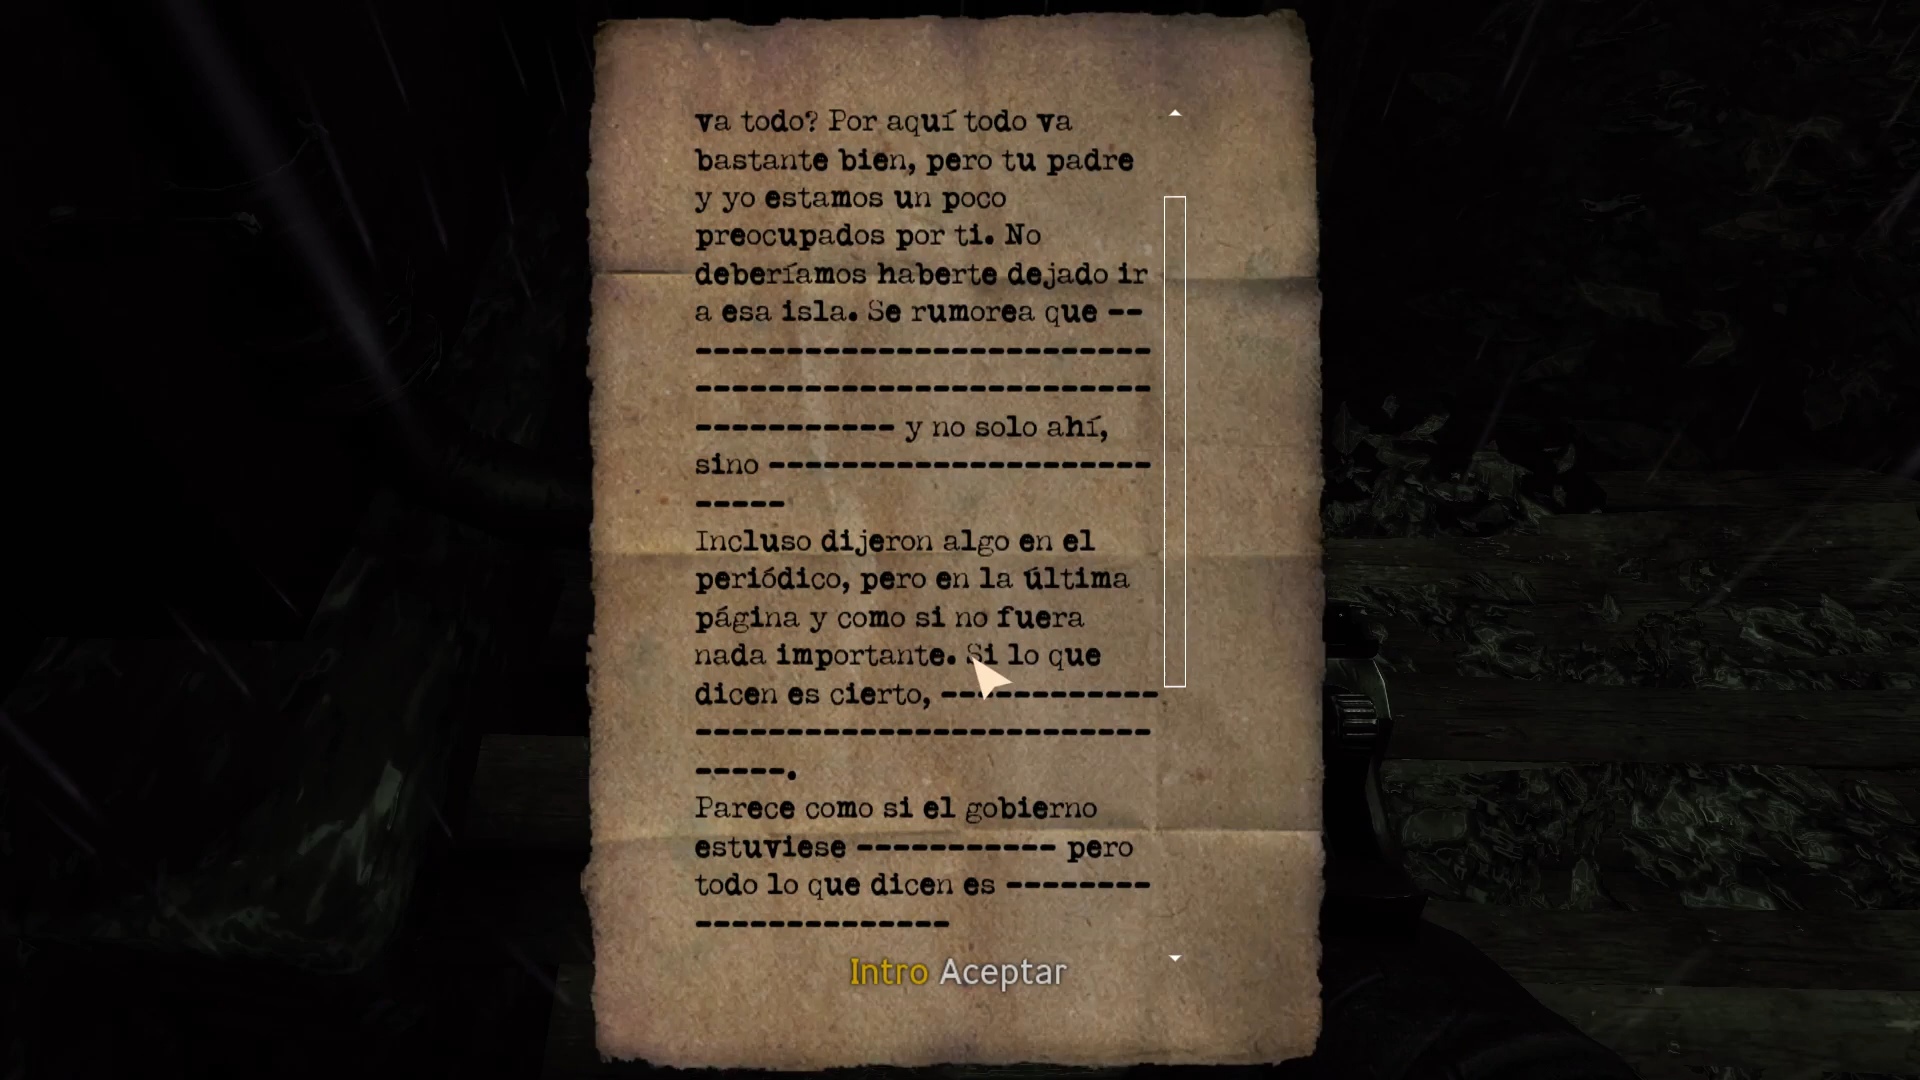 va todo? Por aquí todo va
bastante bien, pero tu padre
y yo estamos un poco
preocupados por ti. No
deberíamos haberte dejado ir
a esa isla. Se rumorea que --
-------------------------
-------------------------
----------- y no solo ahí,
sino ---------------------
-----
Incluso dijeron algo en el
periódico, pero en la última
página y como si no fuera
nada importante. Si lo que
dicen es cierto, ------------
-------------------------
-----.
Parece como si el gobierno
estuviese ----------- pero
todo lo que dicen es --------
--------------
Intro Aceptar